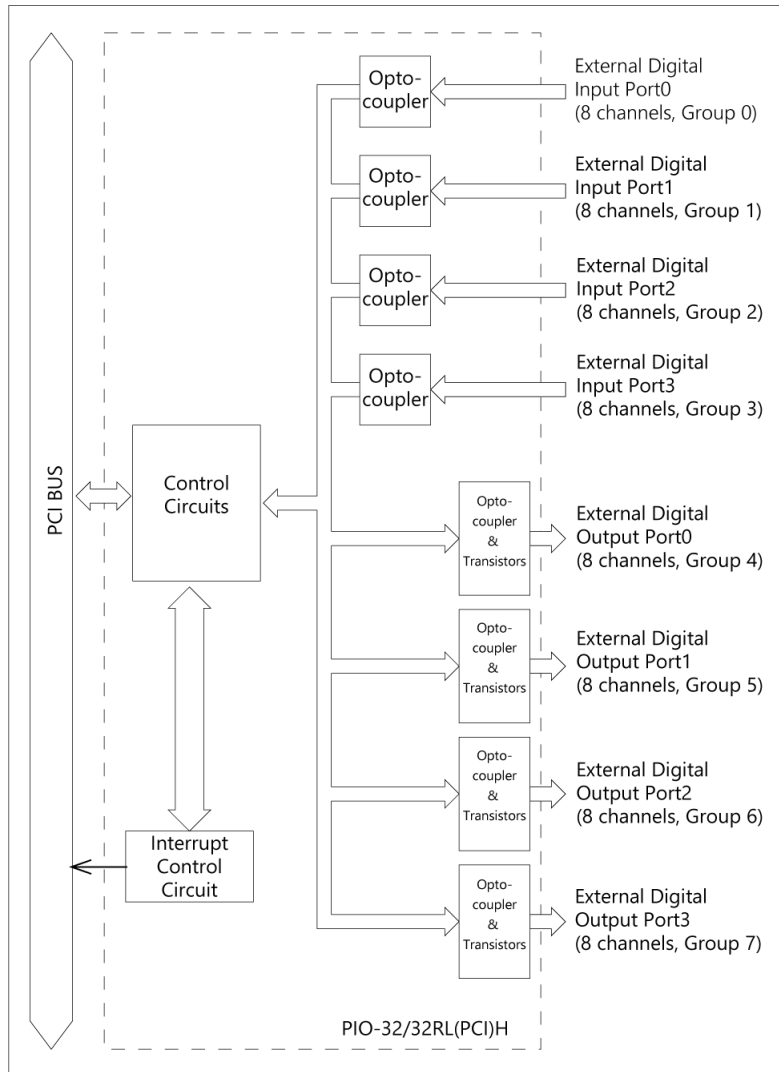 Opto-
coupler
External Digital
Input Port0
(8 channels, Group 0)
Opto-
coupler
External Digital
Input Port1
(8 channels, Group 1)
Opto-
coupler
External Digital
Input Port2
(8 channels, Group 2)
Opto-
coupler
External Digital
Input Port3
(8 channels, Group 3)
PCI BUS
Control
Circuits
Opto-
coupler
&
Transistors
External Digital
Output Port0
(8 channels, Group 4)
Opto-
coupler
&
Transistors
External Digital
Output Port1
(8 channels, Group 5)
Opto-
coupler
&
Transistors
External Digital
Output Port2
(8 channels, Group 6)
Interrupt
Control
Circuit
Opto-
coupler
&
Transistors
External Digital
Output Port3
(8 channels, Group 7)
PIO-32/32RL(PCI)H